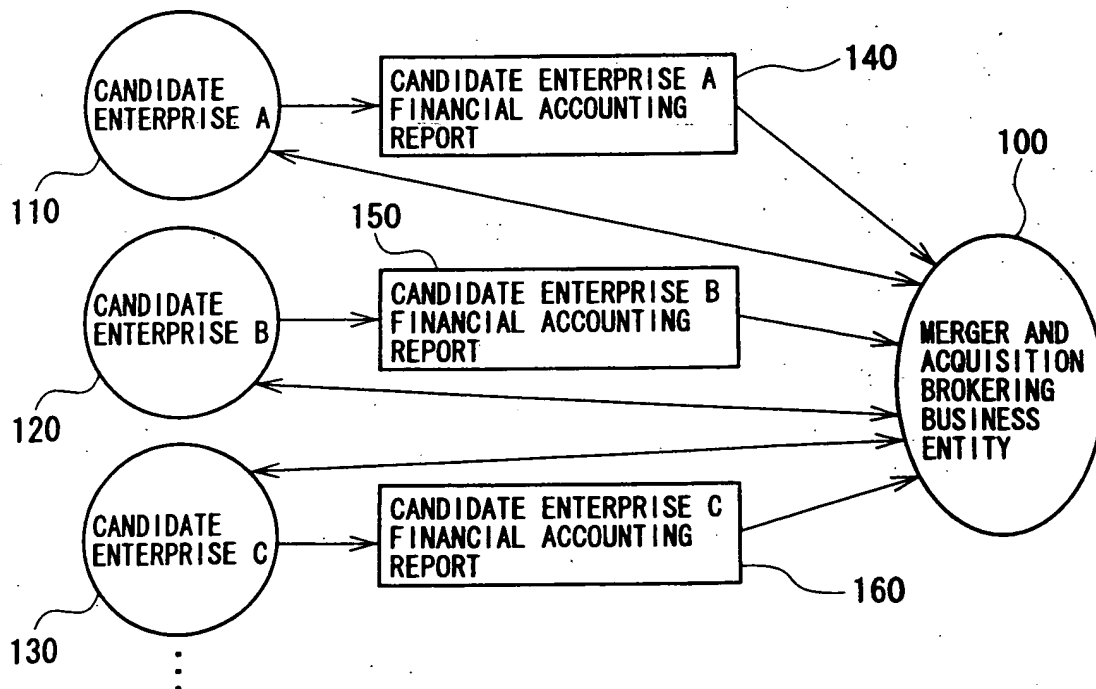 CANDIDATE
ENTERPRISE A
110
CANDIDATE ENTERPRISE A
FINANCIAL ACCOUNTING
REPORT
140
100
CANDIDATE
ENTERPRISE B
120
150
CANDIDATE ENTERPRISE B
FINANCIAL ACCOUNTING
REPORT
MERGER AND
ACQUISITION
BROKERING
BUSINESS
ENTITY
CANDIDATE
ENTERPRISE C
130
CANDIDATE ENTERPRISE C
FINANCIAL ACCOUNTING
REPORT
160